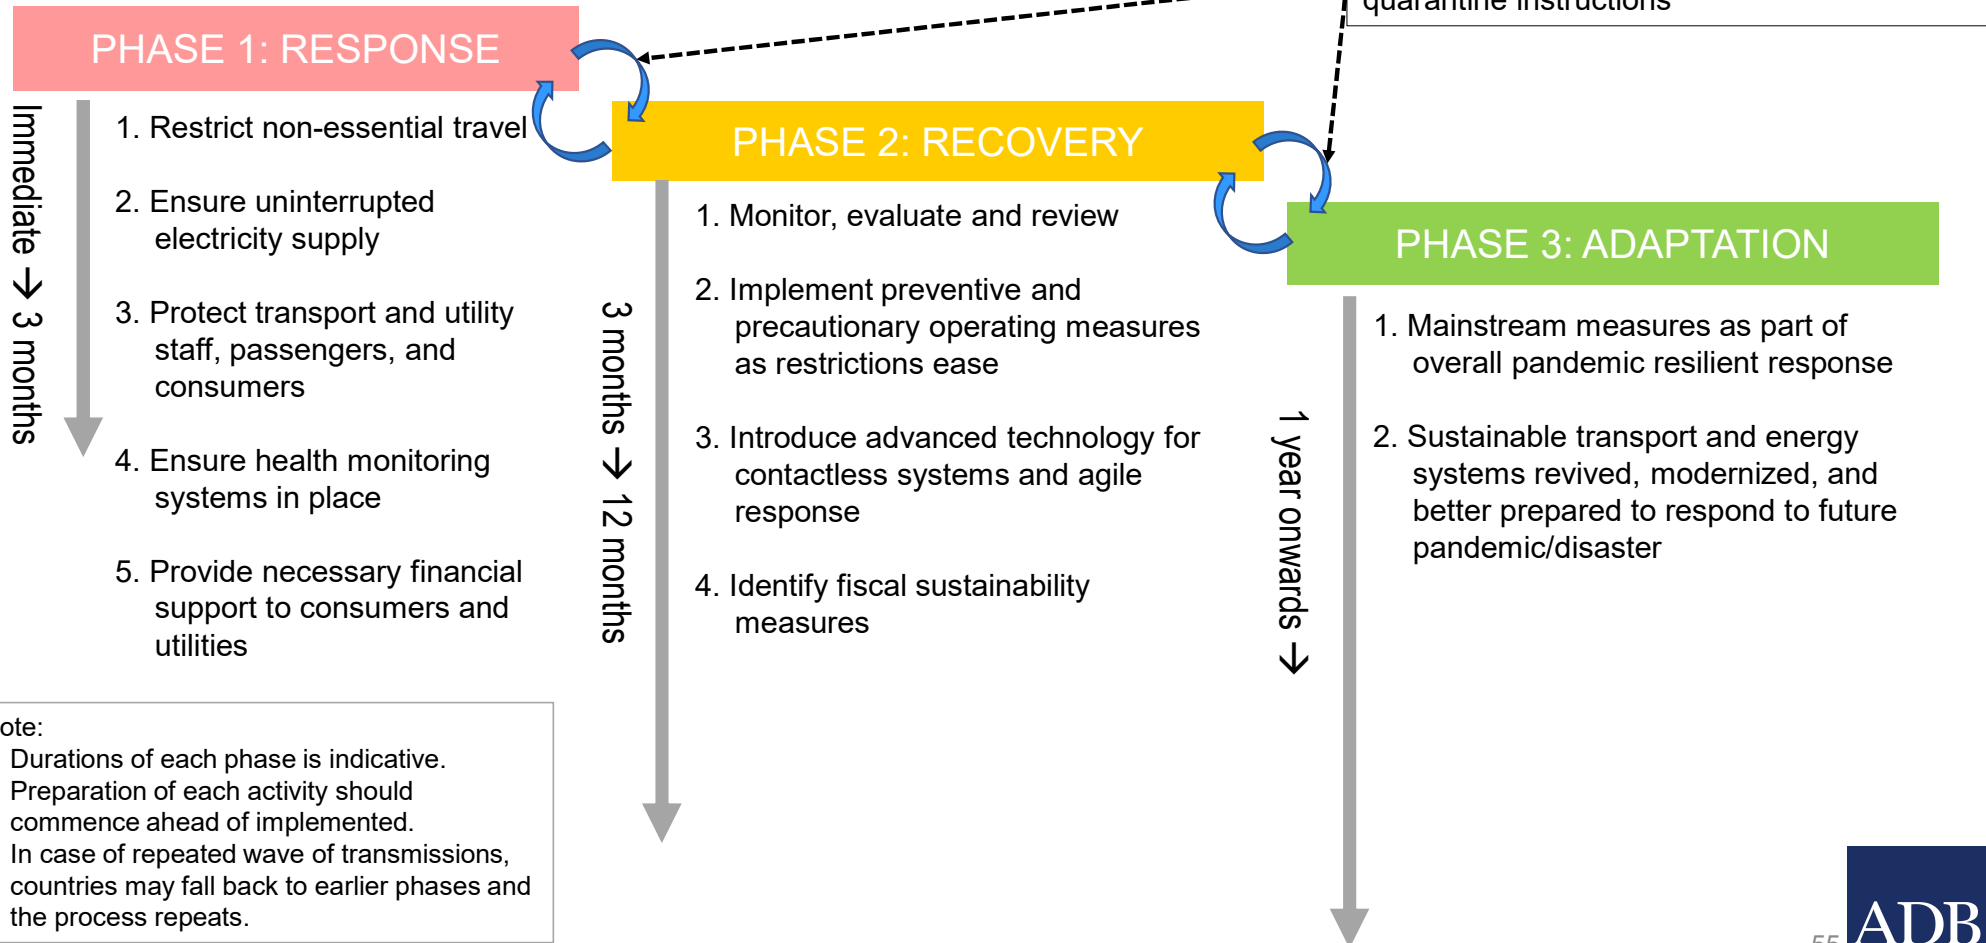 quarantine instructions
PHASE 1: RESPONSE
Immediate → 3 months
1. Restrict non-essential travel
2. Ensure uninterrupted
electricity supply
3. Protect transport and utility
staff, passengers, and
consumers
4. Ensure health monitoring
systems in place
5. Provide necessary financial
support to consumers and
utilities
PHASE 2: RECOVERY
3 months → 12 months
1. Monitor, evaluate and review
2. Implement preventive and
precautionary operating measures
as restrictions ease
3. Introduce advanced technology for
contactless systems and agile
response
4. Identify fiscal sustainability
measures
PHASE 3: ADAPTATION
1 year onwards →
1. Mainstream measures as part of
overall pandemic resilient response
2. Sustainable transport and energy
systems revived, modernized, and
better prepared to respond to future
pandemic/disaster
ote:
Durations of each phase is indicative.
Preparation of each activity should
commence ahead of implemented.
In case of repeated wave of transmissions,
countries may fall back to earlier phases and
the process repeats.
55
ADB